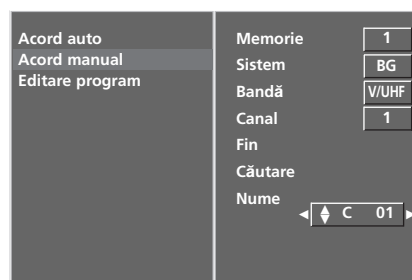 Acord auto
Acord manual
Editare program
Memorie 1
Sistem BG
Bandă V/UHF
Canal 1
Fin
Căutare
Nume
C 01